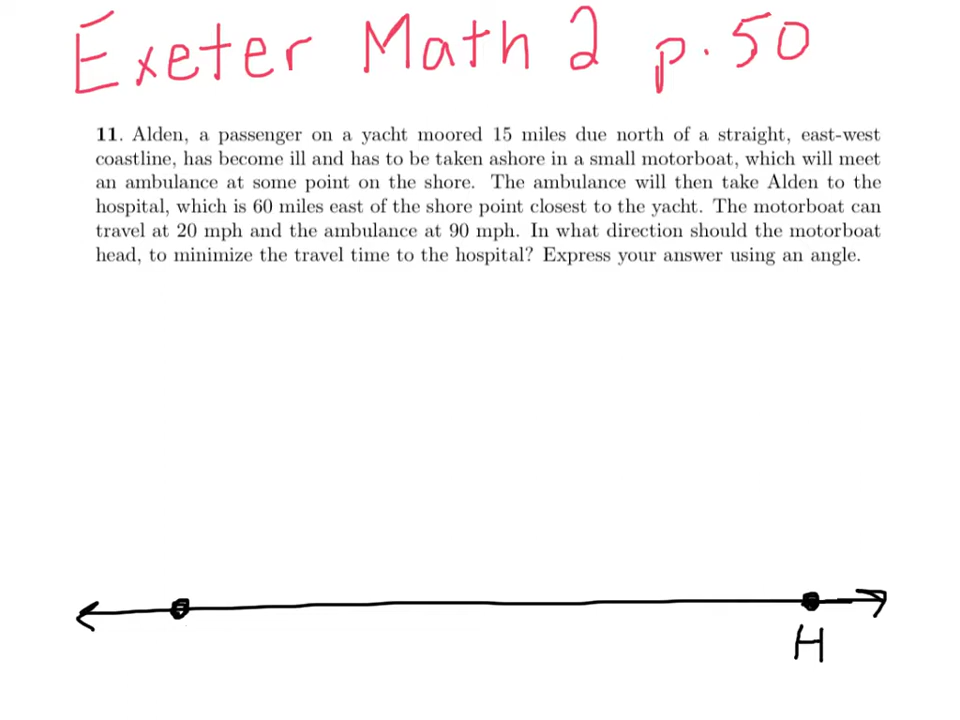 Exeter Math 2 p.50
11. Alden, a passenger on a yacht moored 15 miles due north of a straight, east-west
coastline, has become ill and has to be taken ashore in a small motorboat, which will meet
an ambulance at some point on the shore. The ambulance will then take Alden to the
hospital, which is 60 miles east of the shore point closest to the yacht. The motorboat can
travel at 20 mph and the ambulance at 90 mph. In what direction should the motorboat
head, to minimize the travel time to the hospital? Express your answer using an angle.
H